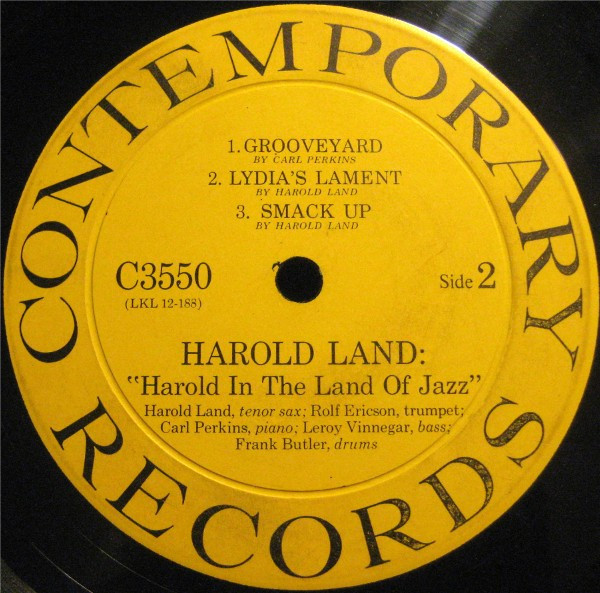 CONTEMPORARY
1. GROOVEYARD
BY CARL PERKINS
2. LYDIA'S LAMENT
BY HAROLD LAND
3. SMACK UP
BY HAROLD LAND
C3550
(LKL 12-188)
Side 2
HAROLD LAND:
"Harold In The Land Of Jazz"
Harold Land, tenor sax; Rolf Ericson, trumpet;
Carl Perkins, piano; Leroy Vinnegar, bass;
Frank Butler, drums
RECORDS